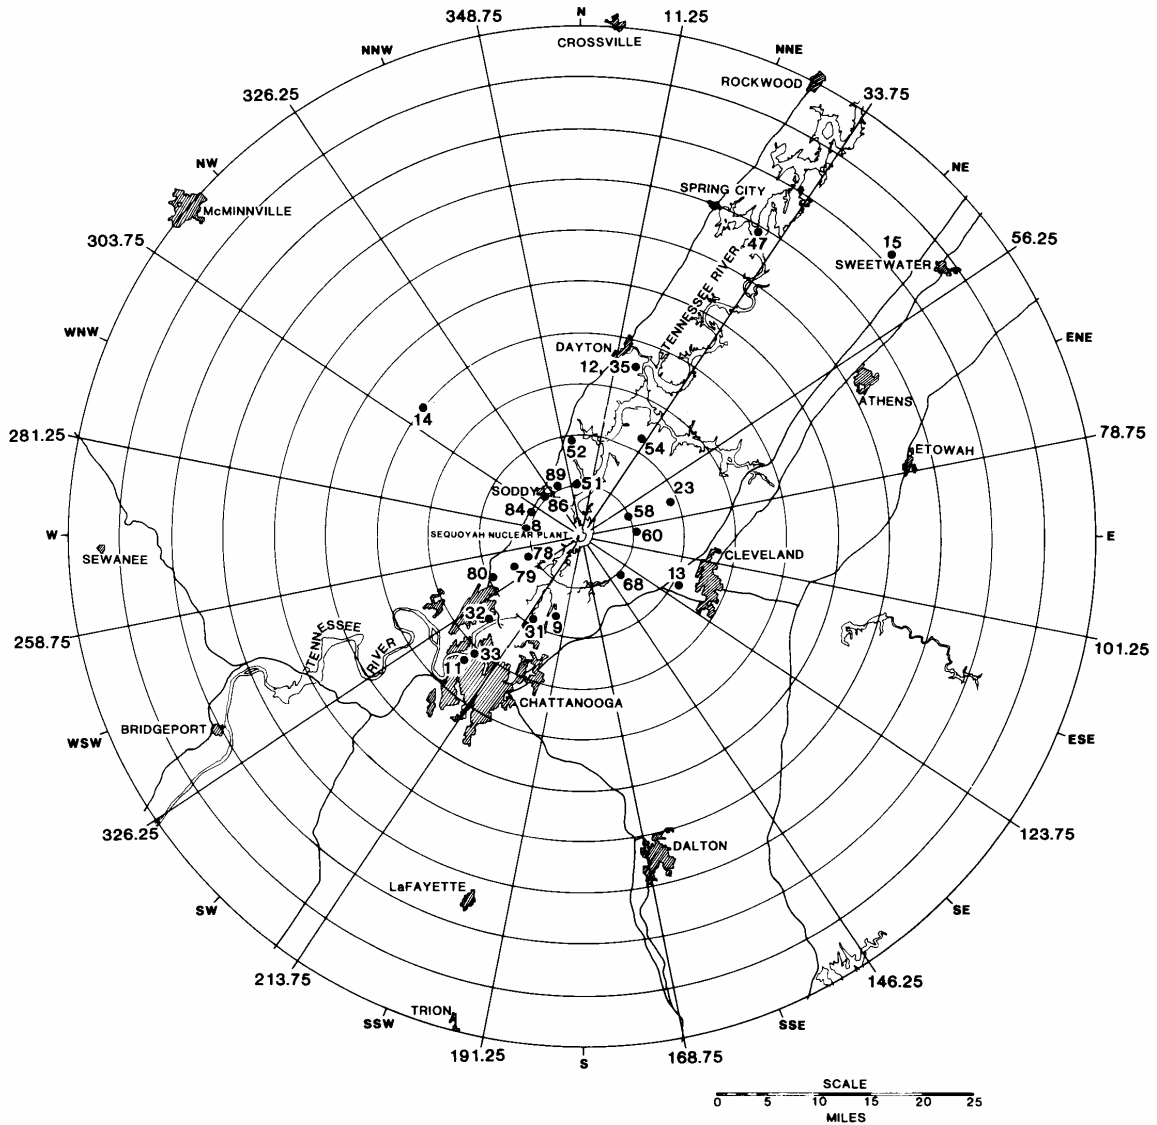 348.75
N
11.25
CROSSVILLE
NNW
NNE
ROCKWOOD
326.25
33.75
NW
NE
SPRING CITY
McMINNVILLE
303.75
47
15
SWEETWATER
56.25
TENNESSEE RIVER
WNW
ENE
DAYTON
12, 35
ATHENS
14
281.25
78.75
52
54
ETOWAH
89
51
SODDY
86
23
84
58
8
SEQUOYAH NUCLEAR PLANT
60
W
E
SEWANEE
78
CLEVELAND
80
79
68
13
32
31
9
258.75
TENNESSEE
RIVER
33
11
101.25
CHATTANOOGA
BRIDGEPORT
WSW
ESE
326.25
123.75
DALTON
LaFAYETTE
SW
SE
213.75
146.25
TRION
SSW
SSE
191.25
S
168.75
SCALE
0 5 10 15 20 25
MILES